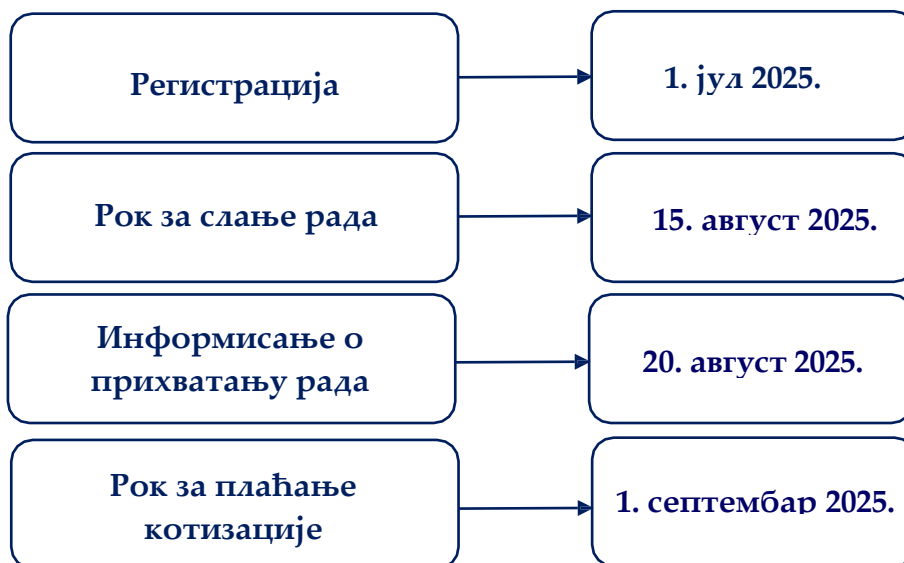 Регистрација
1. јул 2025.
Рок за слање рада
15. август 2025.
Информисање о
прихватању рада
20. август 2025.
Рок за плаћање
котизације
1. септембар 2025.